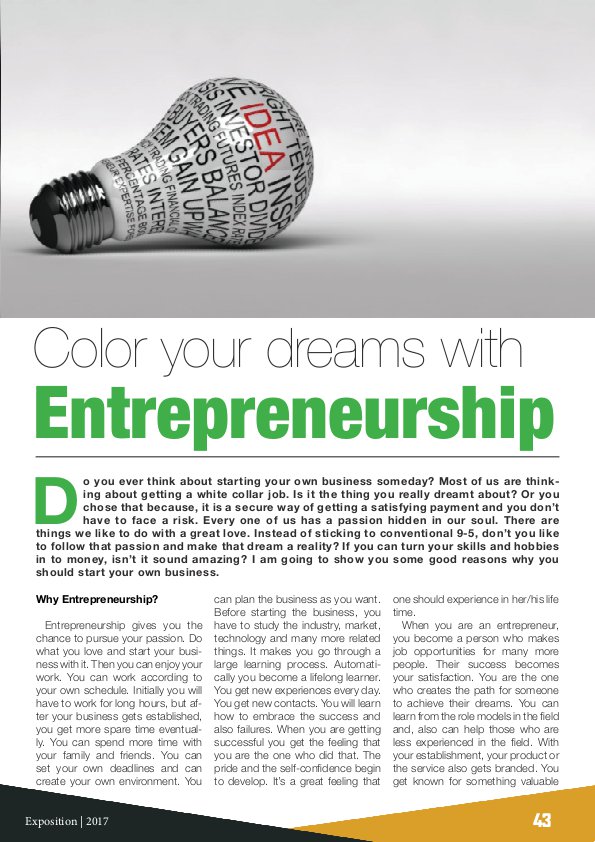 RIGHT TENDER
IDEA INSP
INVESTOR DIVIDE
TRADING FUTURES INDEX RATE
BUYERS BALANCE
GAIN UP
TRADING FINANCIAL
RATES INTERE
PERCENTAGE
EXPERTISE
Color your dreams with
Entrepreneurship
Do you ever think about starting your own business someday? Most of us are think-
ing about getting a white collar job. Is it the thing you really dreamt about? Or you
chose that because, it is a secure way of getting a satisfying payment and you don't
have to face a risk. Every one of us has a passion hidden in our soul. There are
things we like to do with a great love. Instead of sticking to conventional 9-5, don't you like
to follow that passion and make that dream a reality? If you can turn your skills and hobbies
in to money, isn't it sound amazing? I am going to show you some good reasons why you
should start your own business.
Why Entrepreneurship?
Entrepreneurship gives you the
chance to pursue your passion. Do
what you love and start your busi-
ness with it. Then you can enjoy your
work. You can work according to
your own schedule. Initially you will
have to work for long hours, but af-
ter your business gets established,
you get more spare time eventual-
ly. You can spend more time with
your family and friends. You can
set your own deadlines and can
create your own environment. You
can plan the business as you want.
Before starting the business, you
have to study the industry, market,
technology and many more related
things. It makes you go through a
large learning process. Automati-
cally you become a lifelong learner.
You get new experiences every day.
You get new contacts. You will learn
how to embrace the success and
also failures. When you are getting
successful you get the feeling that
you are the one who did that. The
pride and the self-confidence begin
to develop. It's a great feeling that
one should experience in her/his life
time.
When you are an entrepreneur,
you become a person who makes
job opportunities for many more
people. Their success becomes
your satisfaction. You are the one
who creates the path for someone
to achieve their dreams. You can
learn from the role models in the field
and, also can help those who are
less experienced in the field. With
your establishment, your product or
the service also gets branded. You
get known for something valuable
Exposition | 2017
43